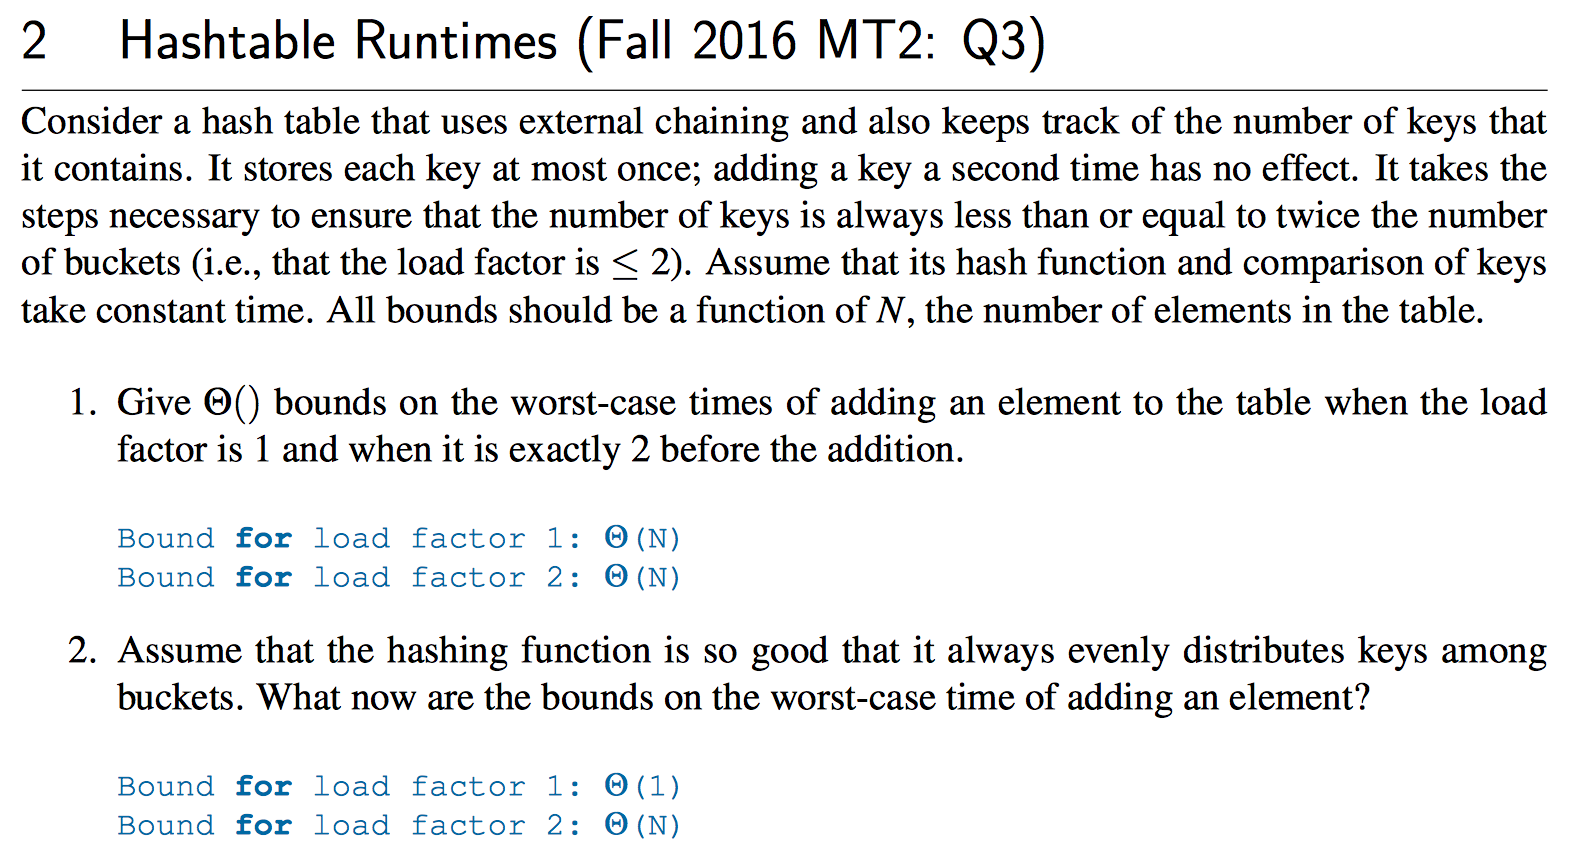 2 Hashtable Runtimes (Fall 2016 MT2: Q3)
Consider a hash table that uses external chaining and also keeps track of the number of keys that
it contains. It stores each key at most once; adding a key a second time has no effect. It takes the
steps necessary to ensure that the number of keys is always less than or equal to twice the number
of buckets (i.e., that the load factor is ≤ 2). Assume that its hash function and comparison of keys
take constant time. All bounds should be a function of N, the number of elements in the table.
1. Give Θ() bounds on the worst-case times of adding an element to the table when the load
factor is 1 and when it is exactly 2 before the addition.
Bound for load factor 1: Θ(N)
Bound for load factor 2: Θ(N)
2. Assume that the hashing function is so good that it always evenly distributes keys among
buckets. What now are the bounds on the worst-case time of adding an element?
Bound for load factor 1: Θ(1)
Bound for load factor 2: Θ(N)